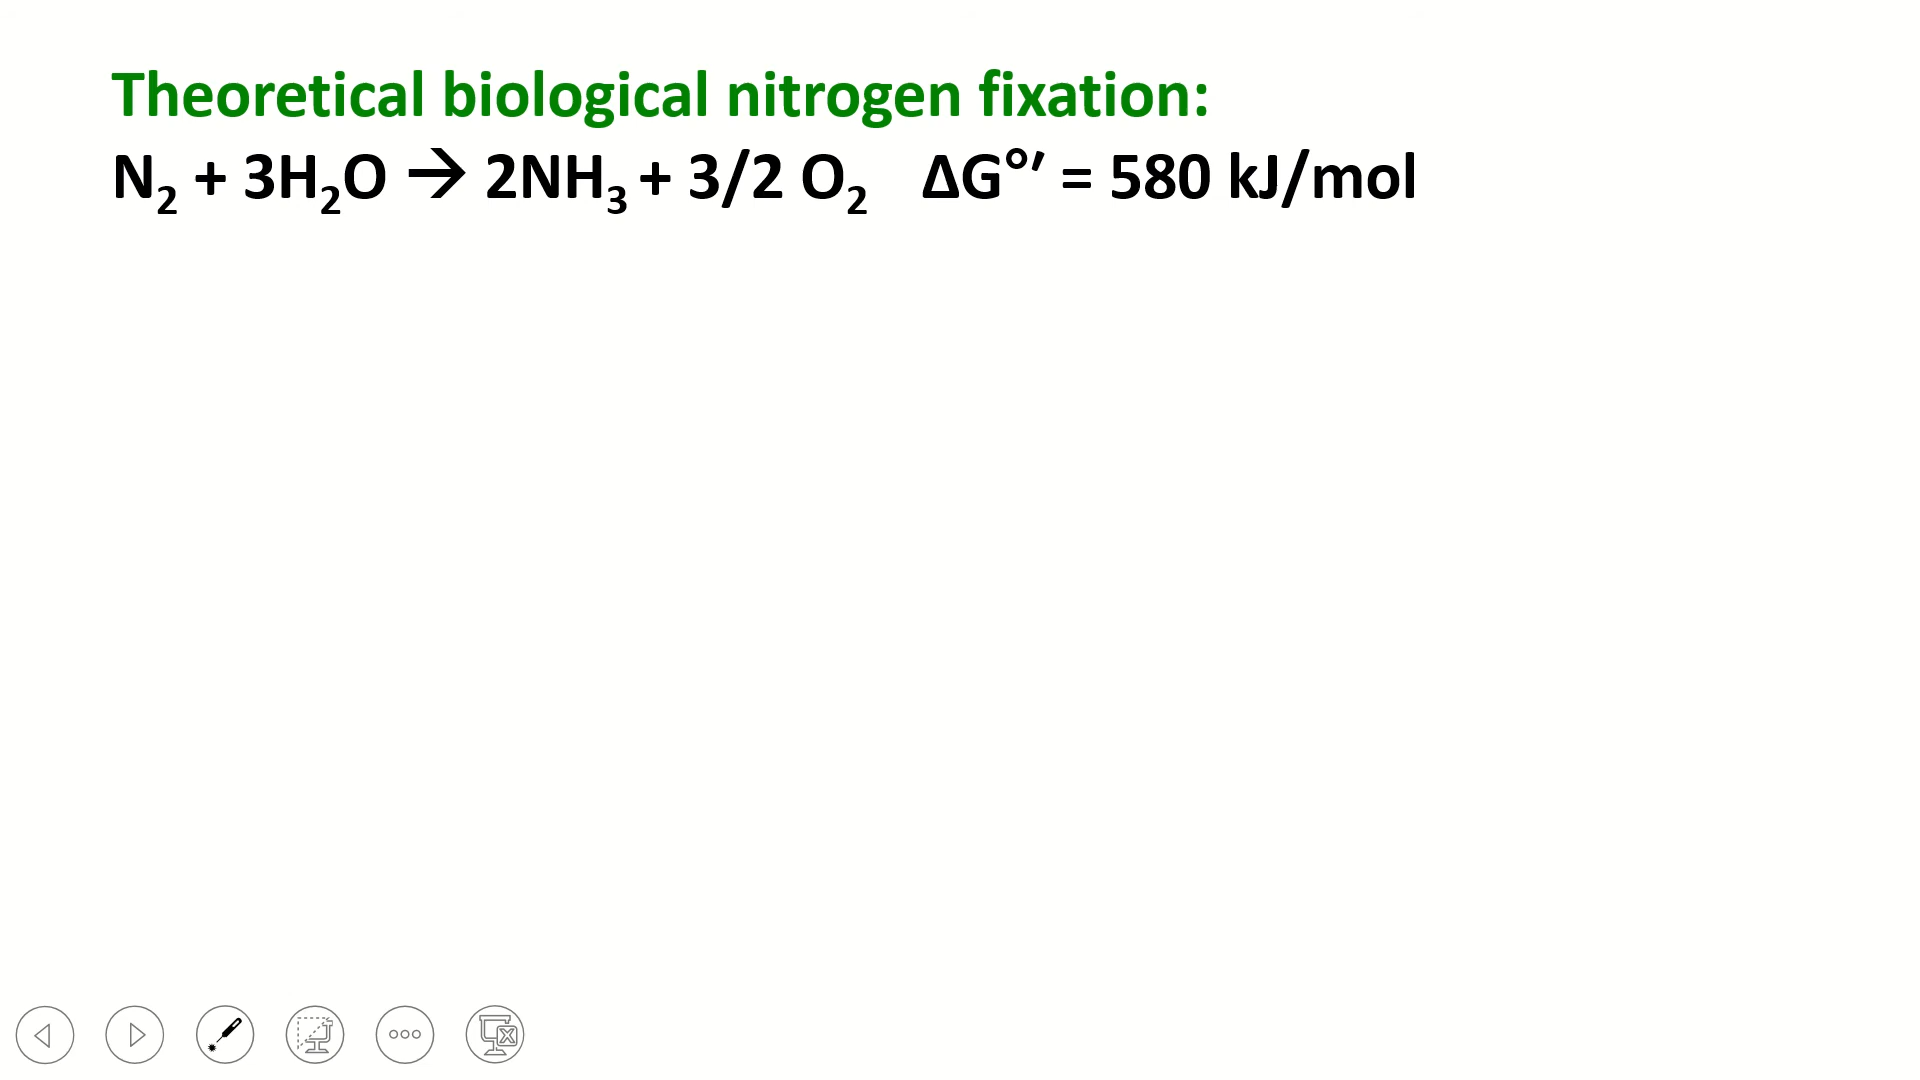 Theoretical biological nitrogen fixation:
N₂ + 3H₂O → 2NH₃ + 3/2 O₂ ΔG°′ = 580 kJ/mol